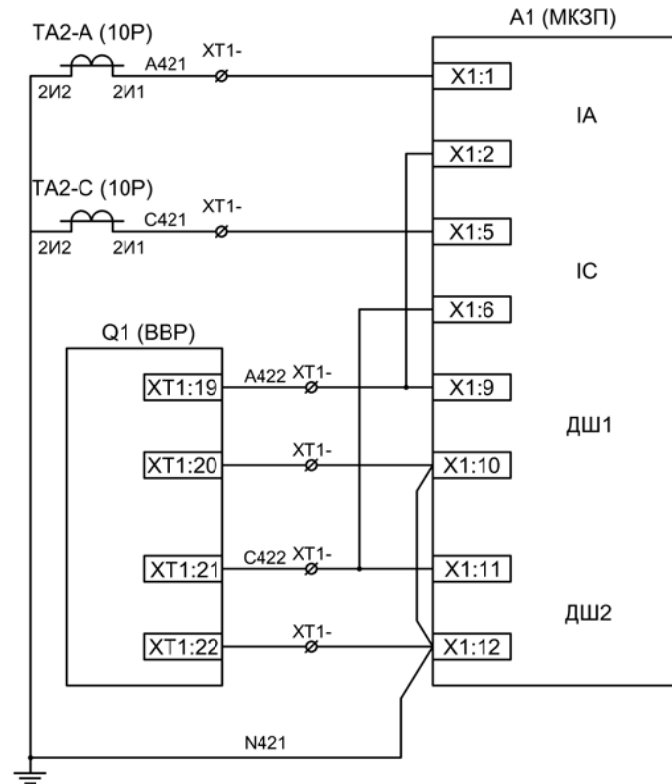 A1 (МКЗП)
TA2-A (10P)
A421
XT1-
2И2
2И1
X1:1
IA
X1:2
TA2-C (10P)
C421
XT1-
2И2
2И1
X1:5
IC
X1:6
Q1 (BBP)
XT1:19
A422
XT1-
X1:9
ДШ1
XT1:20
XT1-
X1:10
XT1:21
C422
XT1-
X1:11
ДШ2
XT1:22
XT1-
X1:12
N421